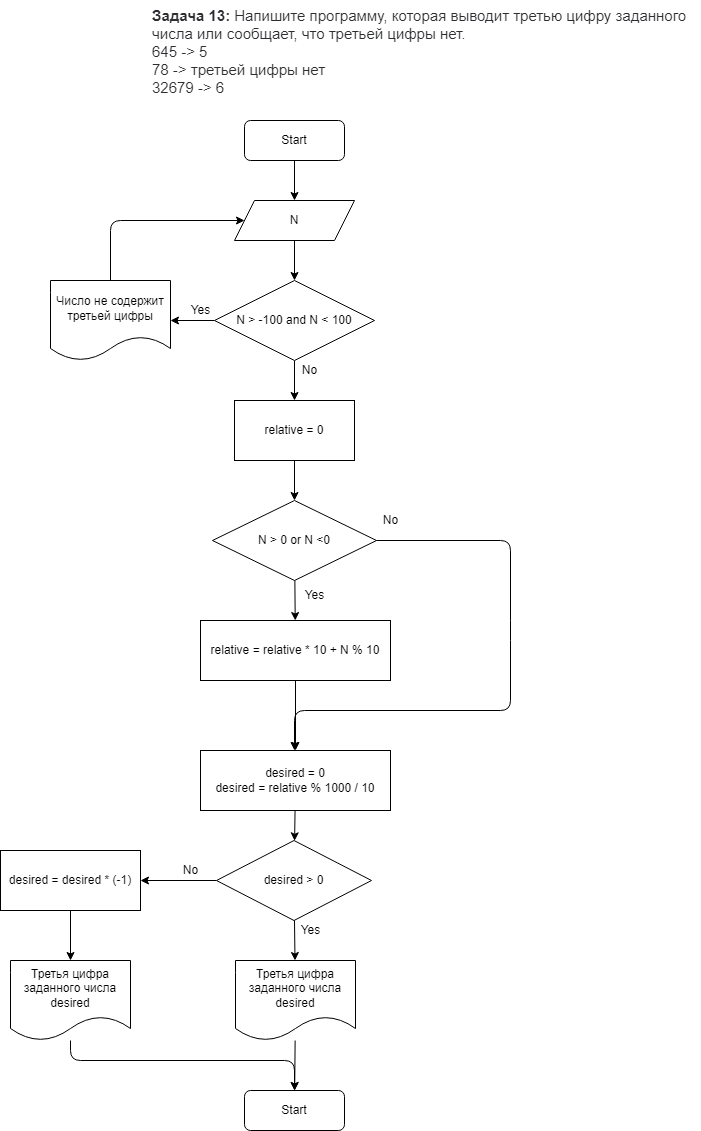 Задача 13: Напишите программу, которая выводит третью цифру заданного
числа или сообщает, что третьей цифры нет.
645 -> 5
78 -> третьей цифры нет
32679 -> 6
Start
N
Число не содержит
третьей цифры
Yes
N > -100 and N < 100
No
relative = 0
No
N > 0 or N <0
Yes
relative = relative * 10 + N % 10
desired = 0
desired = relative % 1000 / 10
desired = desired * (-1)
No
desired > 0
Yes
Третья цифра
заданного числа
desired
Третья цифра
заданного числа
desired
Start